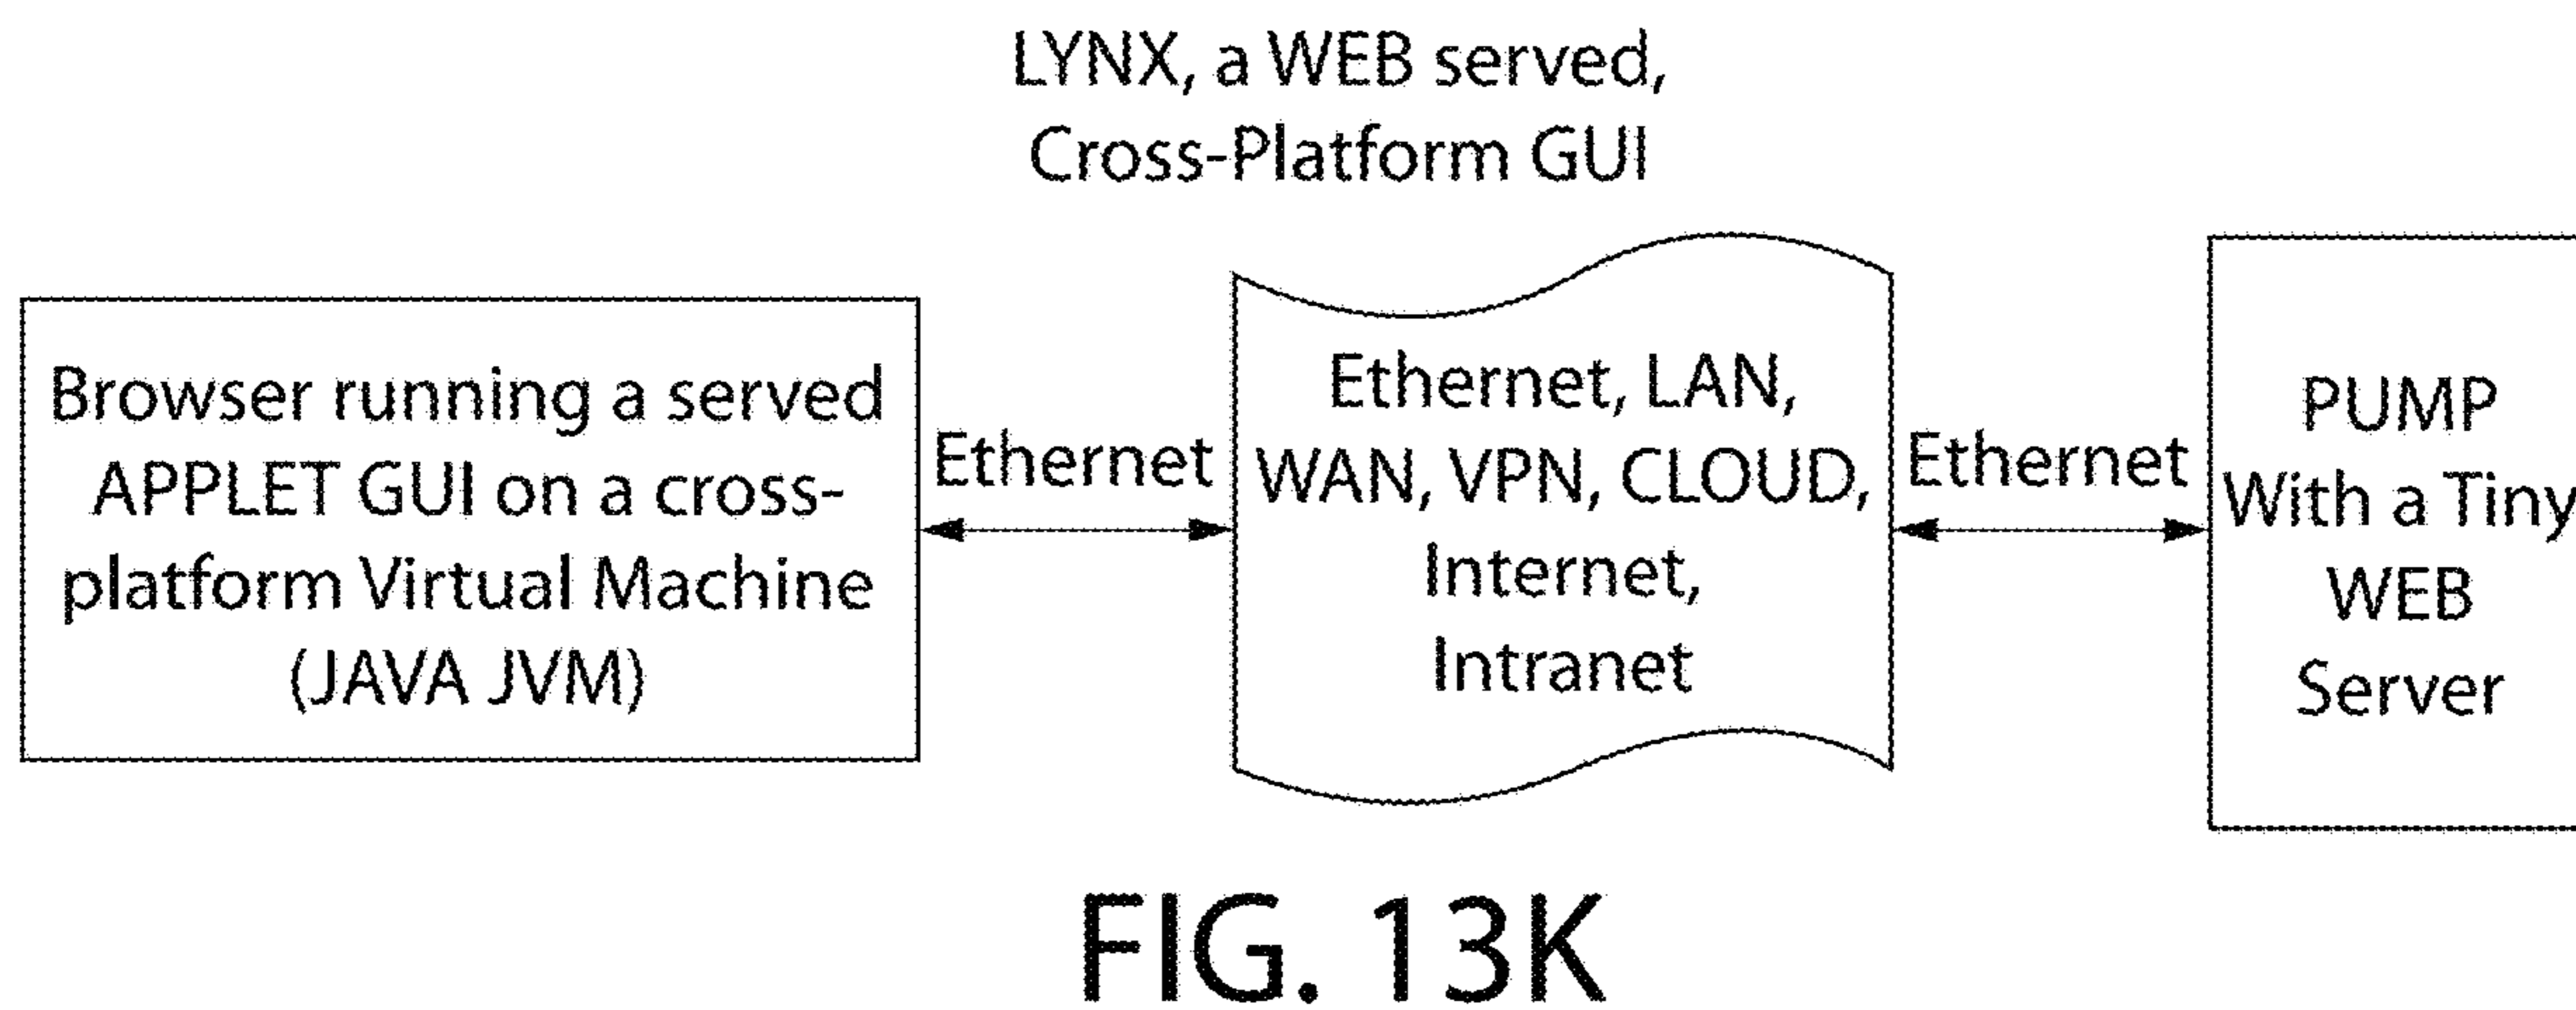 LYNX, a WEB served,
Cross-Platform GUI
Browser running a served
APPLET GUI on a cross-
platform Virtual Machine
(JAVA JVM)
Ethernet
Ethernet, LAN,
WAN, VPN, CLOUD,
Internet,
Intranet
Ethernet
PUMP
With a Tiny
WEB
Server
FIG. 13K